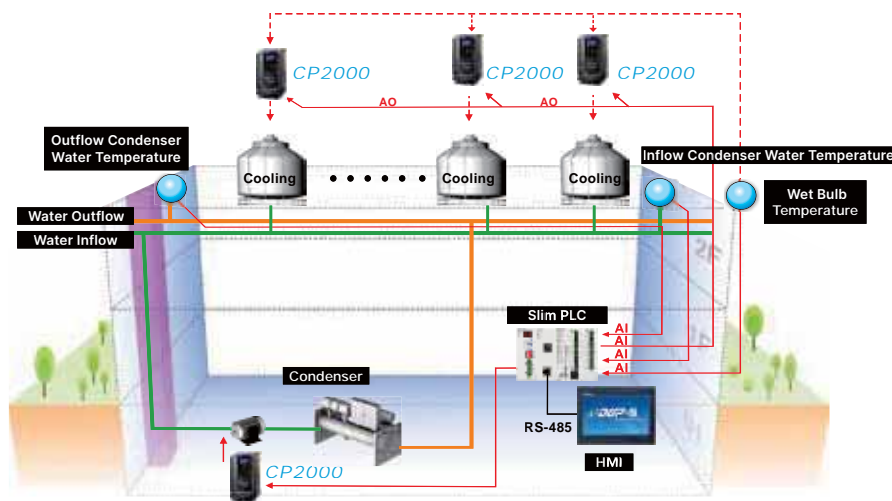 CP2000
CP2000
CP2000
AO
AO
Outflow Condenser
Water Temperature
Inflow Condenser Water Temperature
Cooling
Cooling
Cooling
Wet Bulb
Temperature
Water Outflow
Water Inflow
2F
Slim PLC
AI
AI
AI
AI
Condenser
RS-485
HMI
CP2000